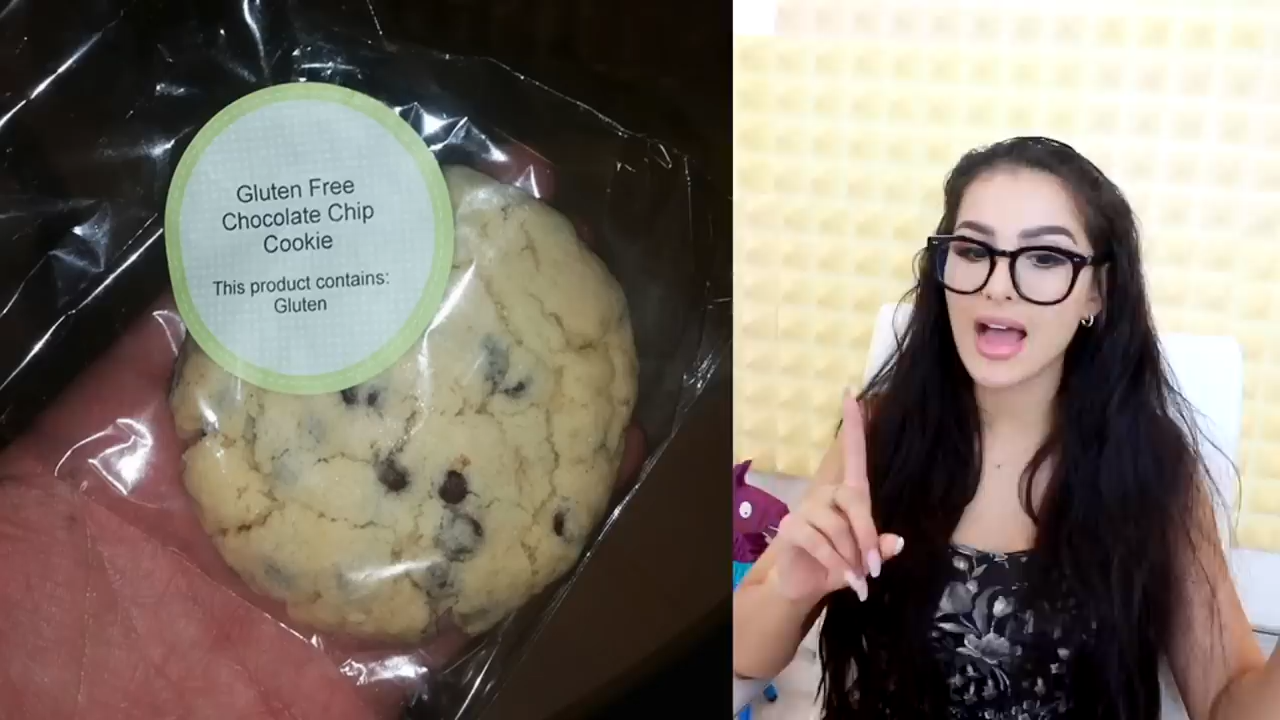 Gluten Free
Chocolate Chip
Cookie
This product contains:
Gluten